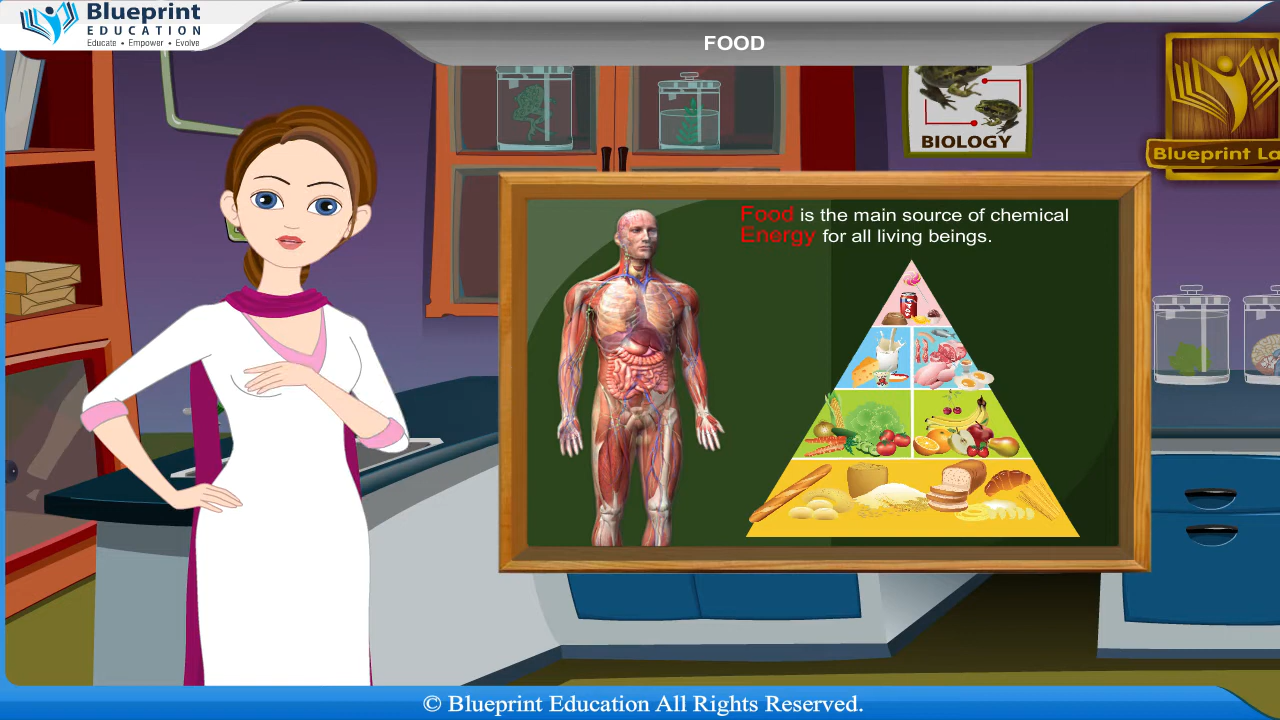 Blueprint
EDUCATION
Educate • Empower • Evolve
FOOD
BIOLOGY
Blueprint
Food is the main source of chemical
Energy for all living beings.
© Blueprint Education All Rights Reserved.